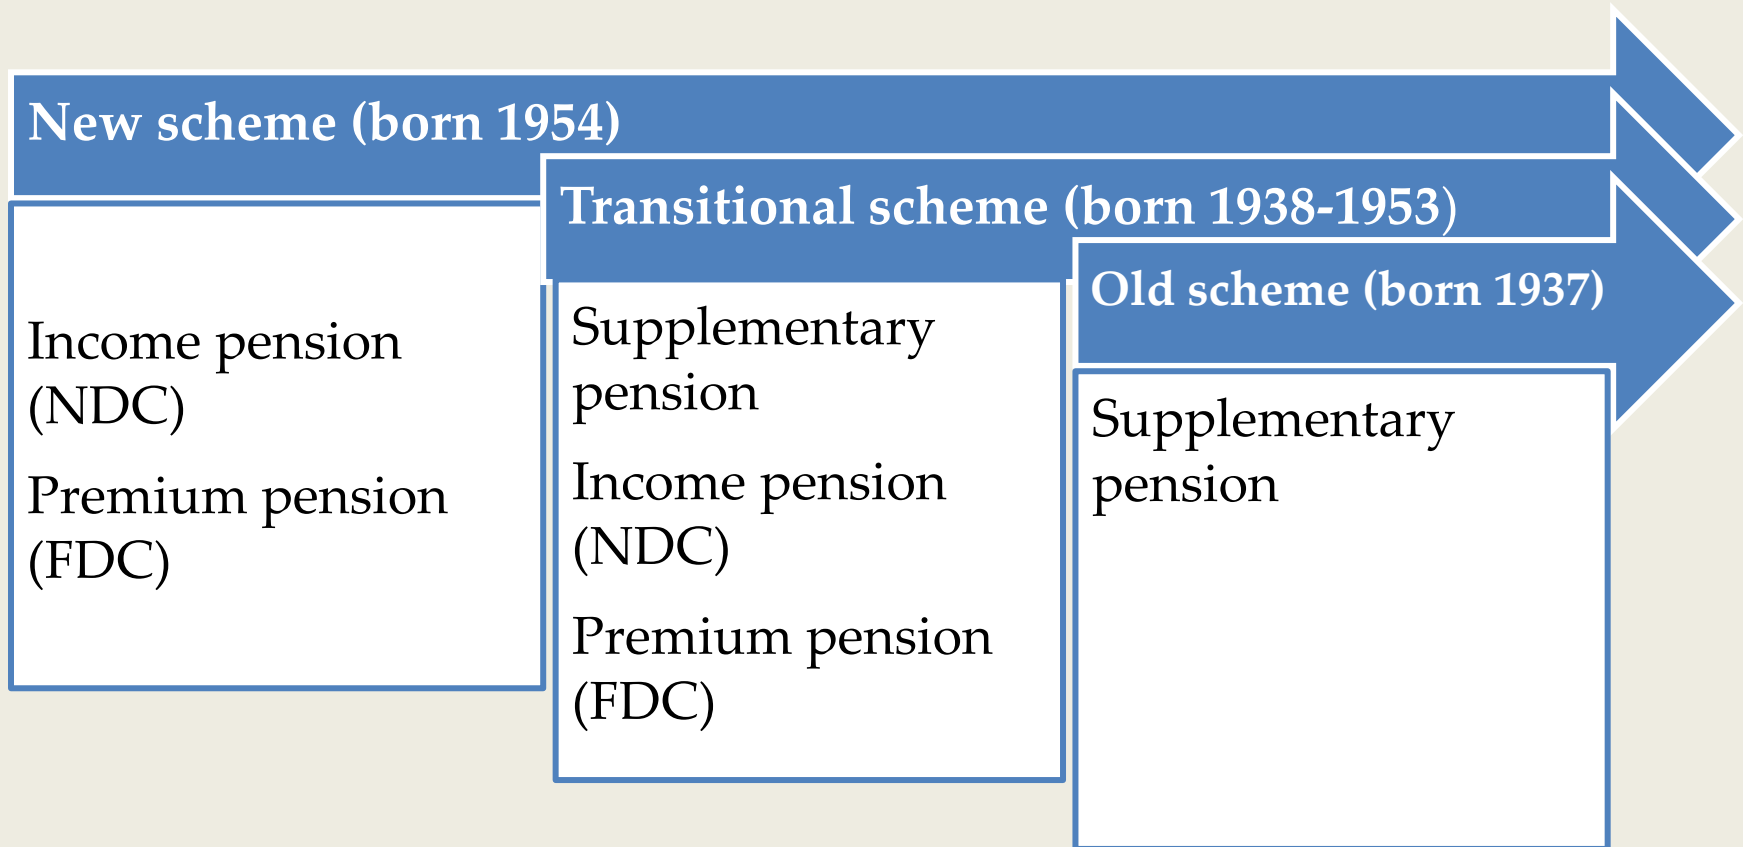 New scheme (born 1954)
Income pension
(NDC)
Premium pension
(FDC)
Transitional scheme (born 1938-1953)
Supplementary
pension
Income pension
(NDC)
Premium pension
(FDC)
Old scheme (born 1937)
Supplementary
pension